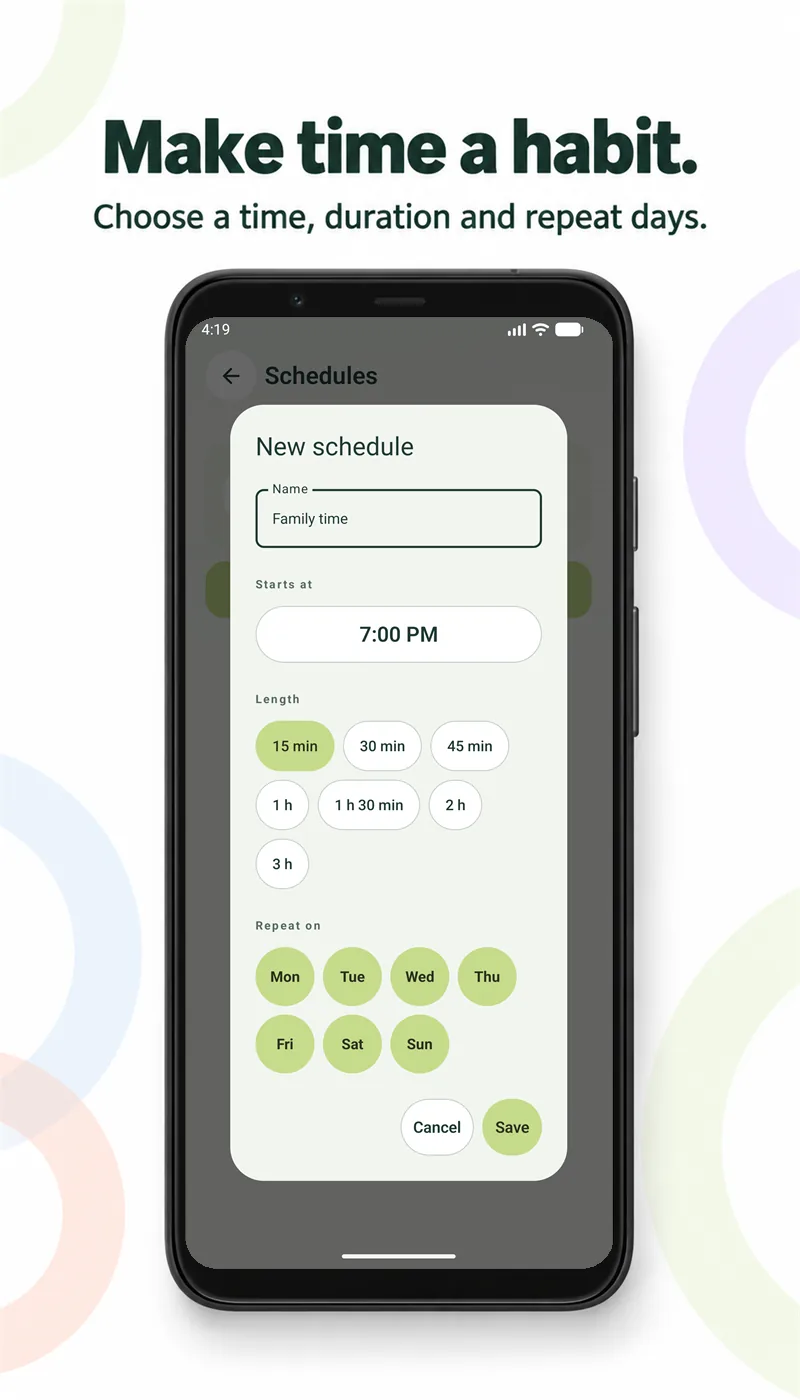 Make time a habit.
Choose a time, duration and repeat days.
4:19
Schedules
New schedule
Name
Family time
Starts at
7:00 PM
Length
15 min 30 min 45 min
1 h 1 h 30 min 2 h
3 h
Repeat on
Mon Tue Wed Thu
Fri Sat Sun
Cancel Save